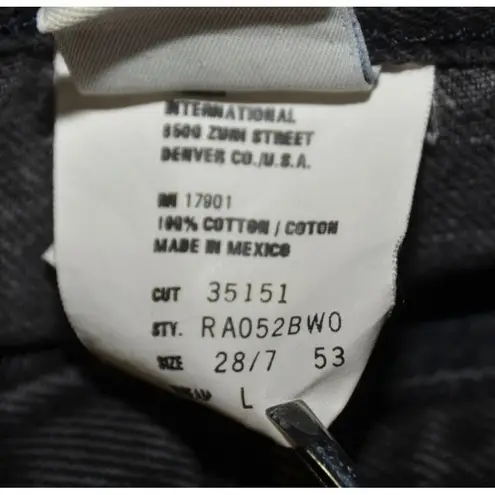 INTERNATIONAL
8500 ZUNI STREET
DENVER CO./U.S.A.
RN 17901
100% COTTON / COTON
MADE IN MEXICO
CUT 35151
STY. RA052BWO
SIZE 28/7 53
L